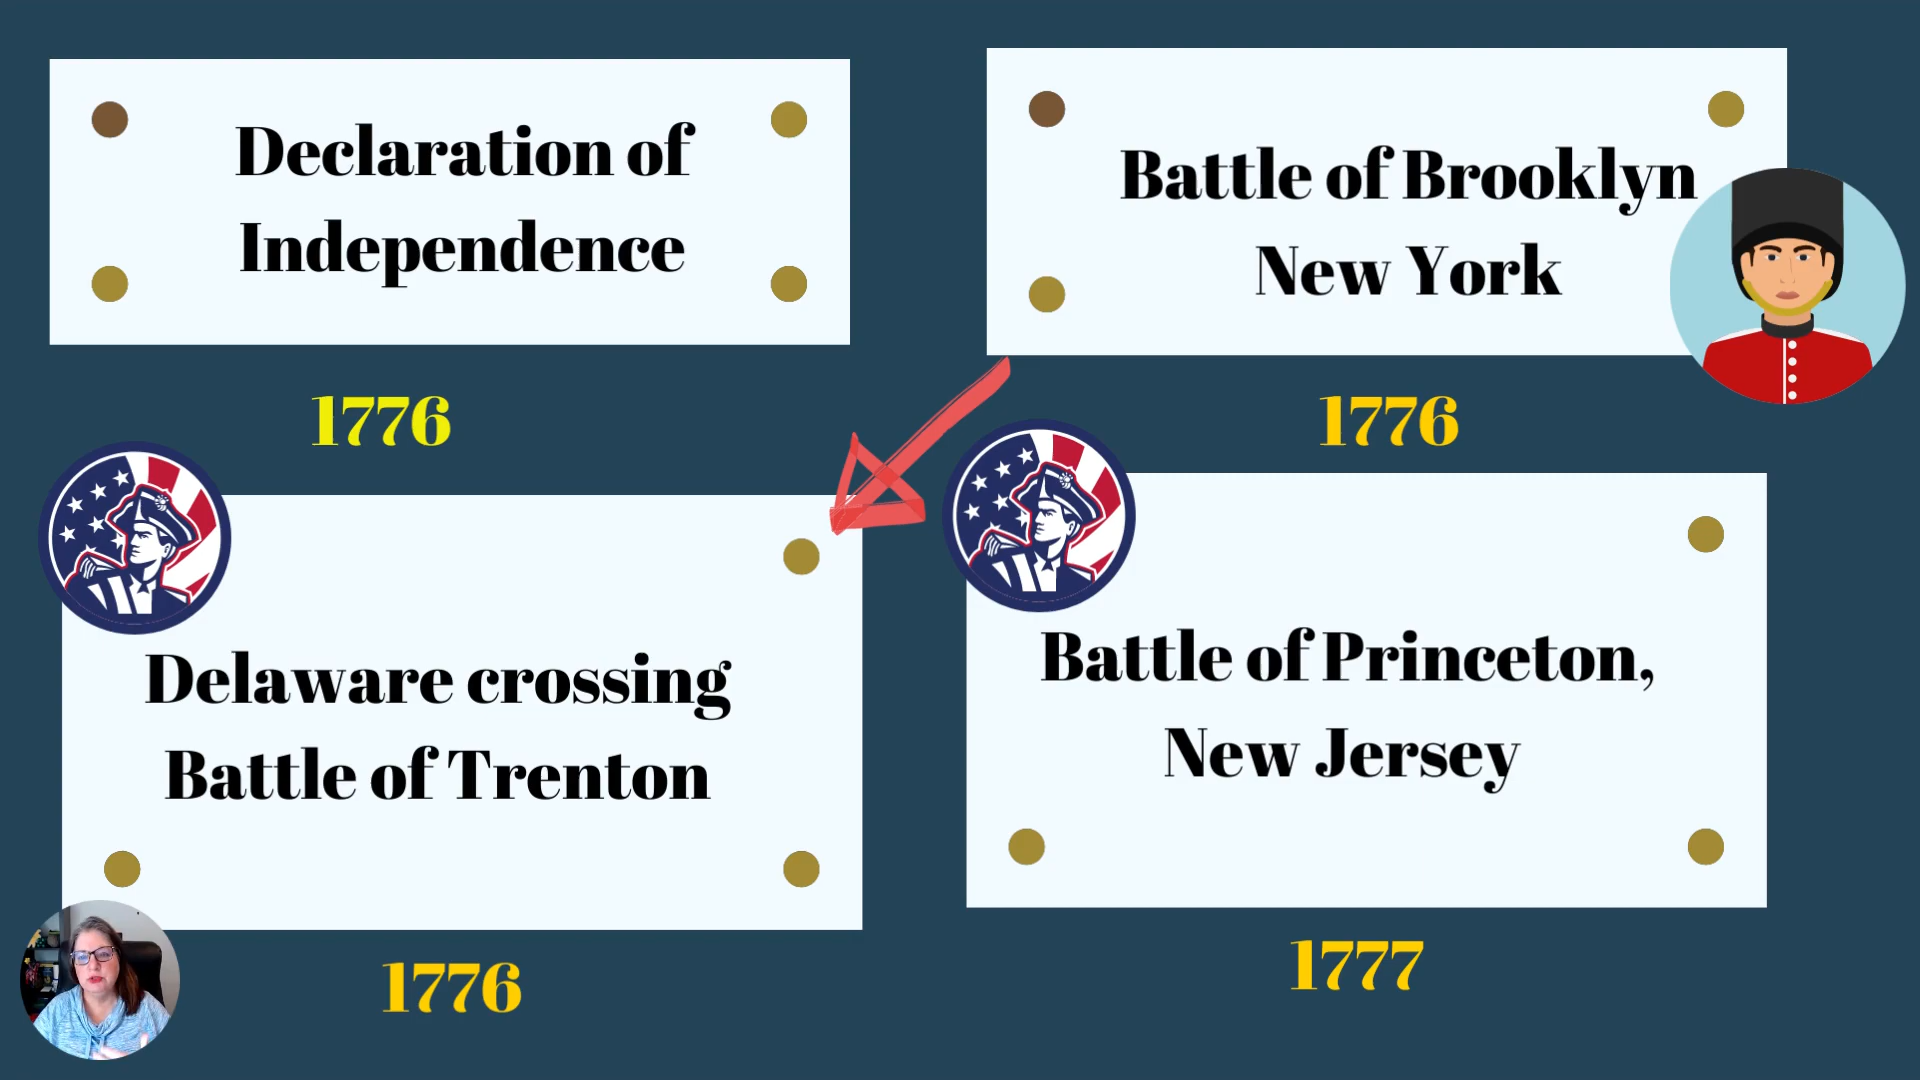 Declaration of
Independence
1776
Battle of Brooklyn
New York
1776
Delaware crossing
Battle of Trenton
1776
Battle of Princeton,
New Jersey
1777